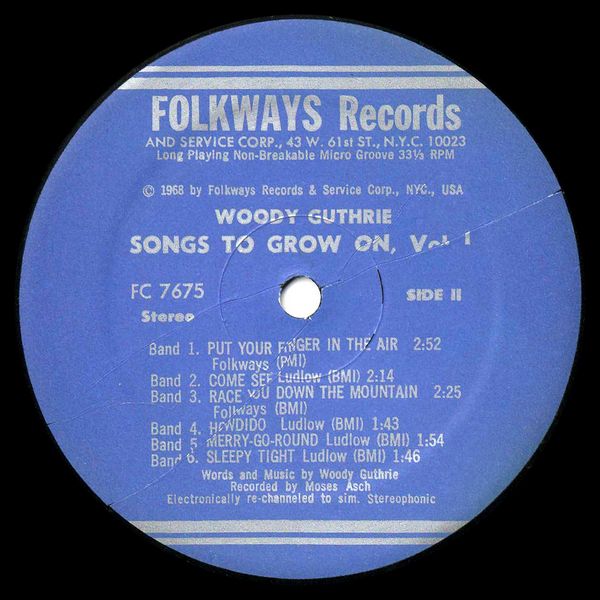 FOLKWAYS Records
AND SERVICE CORP., 43 W. 61st ST., N.Y.C. 10023
Long Playing Non-Breakable Micro Groove 33⅓ RPM
© 1968 by Folkways Records & Service Corp., NYC., USA
WOODY GUTHRIE
SONGS TO GROW ON, Vol 1
FC 7675 SIDE II
Stereo
Band 1. PUT YOUR FINGER IN THE AIR 2:52
Folkways (BMI)
Band 2. COME SEE Ludlow (BMI) 2:14
Band 3. RACE YOU DOWN THE MOUNTAIN 2:25
Folkways (BMI)
Band 4. HOWDIDO Ludlow (BMI) 1:43
Band 5 MERRY-GO-ROUND Ludlow (BMI) 1:54
Band 6. SLEEPY TIGHT Ludlow (BMI) 1:46
Words and Music by Woody Guthrie
Recorded by Moses Asch
Electronically re-channeled to sim. Stereophonic